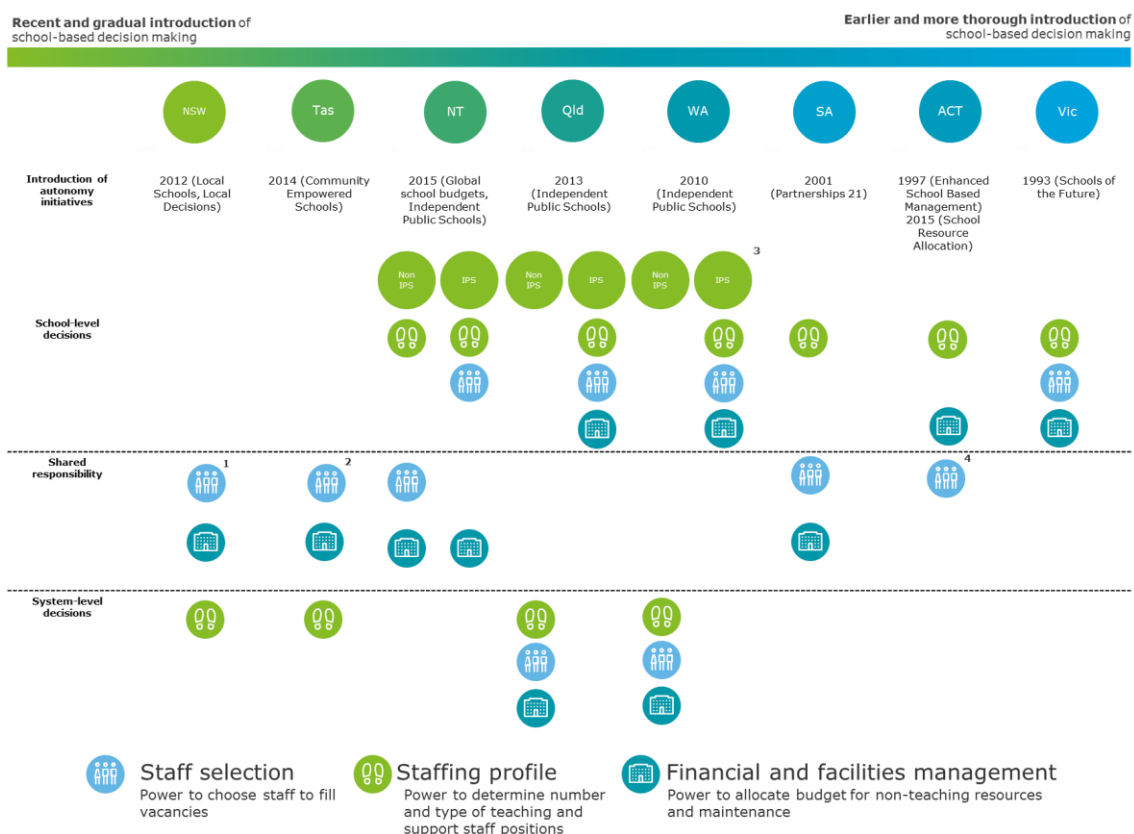 Recent and gradual introduction of
school-based decision making
Earlier and more thorough introduction of
school-based decision making
NSW
Tas
NT
Qld
WA
SA
ACT
Vic
Introduction of
autonomy
initiatives
2012 (Local
Schools, Local
Decisions)
2014 (Community
Empowered
Schools)
2015 (Global
school budgets,
Independent
Public Schools)
2013
(Independent
Public Schools)
2010
(Independent
Public Schools)
2001
(Partnerships 21)
1997 (Enhanced
School Based
Management)
2015 (School
Resource
Allocation)
1993 (Schools of
the Future)
Non
IPS
IPS
Non
IPS
IPS
Non
IPS
IPS
3
School-level
decisions
Shared
responsibility
1
2
4
System-level
decisions
Staff selection
Power to choose staff to fill
vacancies
Staffing profile
Power to determine number
and type of teaching and
support staff positions
Financial and facilities management
Power to allocate budget for non-teaching resources
and maintenance